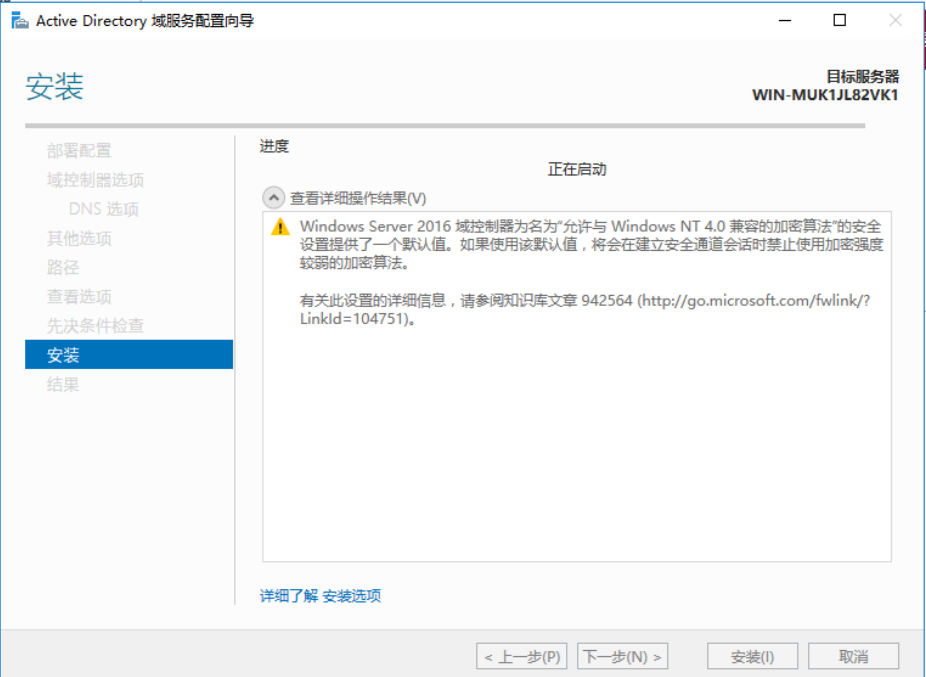 Active Directory 域服务配置向导
安装
目标服务器
WIN-MUK1JL82VK1
部署配置
域控制器选项
DNS 选项
其他选项
路径
查看选项
先决条件检查
安装
结果
进度
正在启动
查看详细操作结果(V)
Windows Server 2016 域控制器为名为“允许与 Windows NT 4.0 兼容的加密算法”的安全
设置提供了一个默认值。如果使用该默认值，将会在建立安全通道会话时禁止使用加密强度
较弱的加密算法。
有关此设置的详细信息，请参阅知识库文章 942564 (http://go.microsoft.com/fwlink/?
LinkId=104751)。
详细了解 安装选项
< 上一步(P)
下一步(N) >
安装(I)
取消